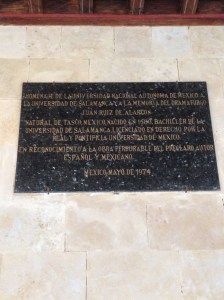 HOMENAJE DE LA UNIVERSIDAD NACIONAL AUTONOMA DE MEXICO A
LA UNIVERSIDAD DE SALAMANCA Y A LA MEMORIA DEL DRAMATURGO
JUAN RUIZ DE ALARCON
NATURAL DE TASCO, MEXICO, NACIDO EN BACHILLER DE LA
UNIVERSIDAD DE SALAMANCA, LICENCIADO EN DERECHO POR LA
REAL Y PONTIFICIA UNIVERSIDAD DE MEXICO.
EN RECONOCIMIENTO A LA OBRA PERDURABLE DEL PRECLARO AUTOR
ESPAÑOL Y MEXICANO.
MEXICO, MAYO DE 1974